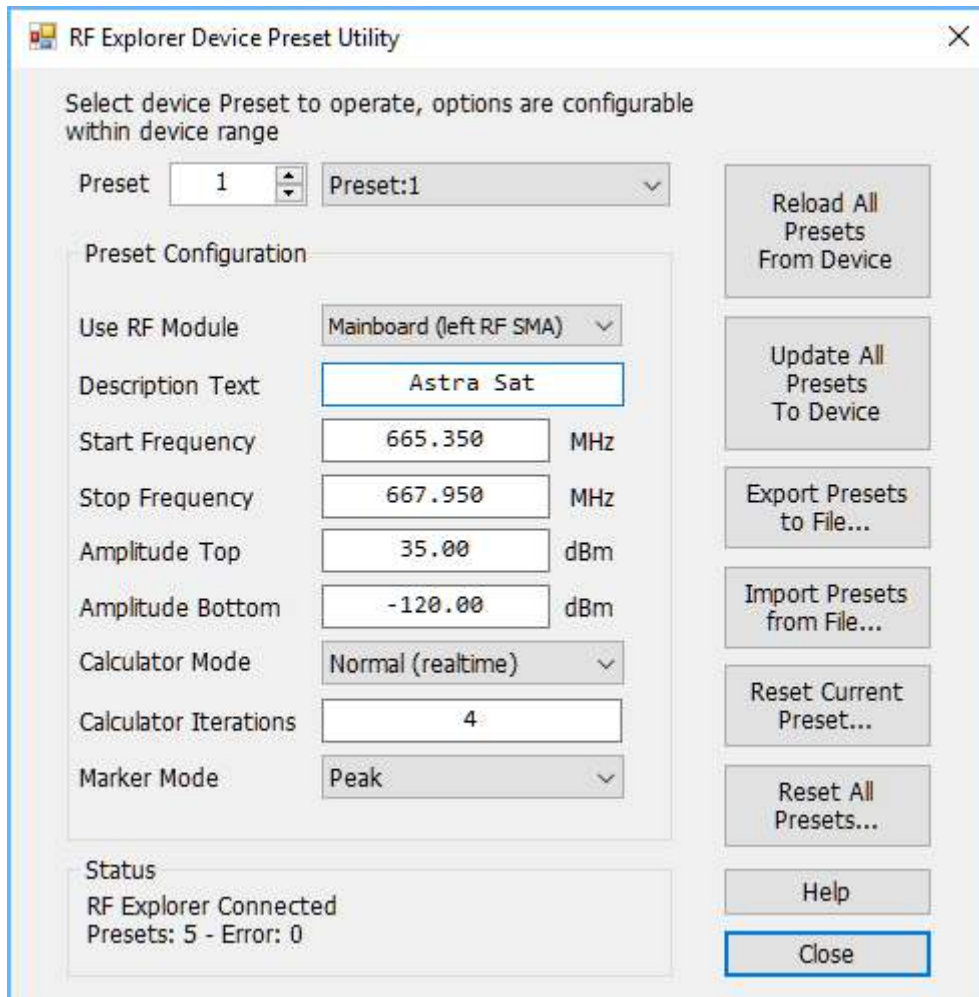 RF Explorer Device Preset Utility
Select device Preset to operate, options are configurable
within device range
Preset 1 Preset:1
Preset Configuration
Use RF Module Mainboard (left RF SMA)
Description Text Astra Sat
Start Frequency 665.350 MHz
Stop Frequency 667.950 MHz
Amplitude Top 35.00 dBm
Amplitude Bottom -120.00 dBm
Calculator Mode Normal (realtime)
Calculator Iterations 4
Marker Mode Peak
Status
RF Explorer Connected
Presets: 5 - Error: 0
Reload All
Presets
From Device
Update All
Presets
To Device
Export Presets
to File...
Import Presets
from File...
Reset Current
Preset...
Reset All
Presets...
Help
Close